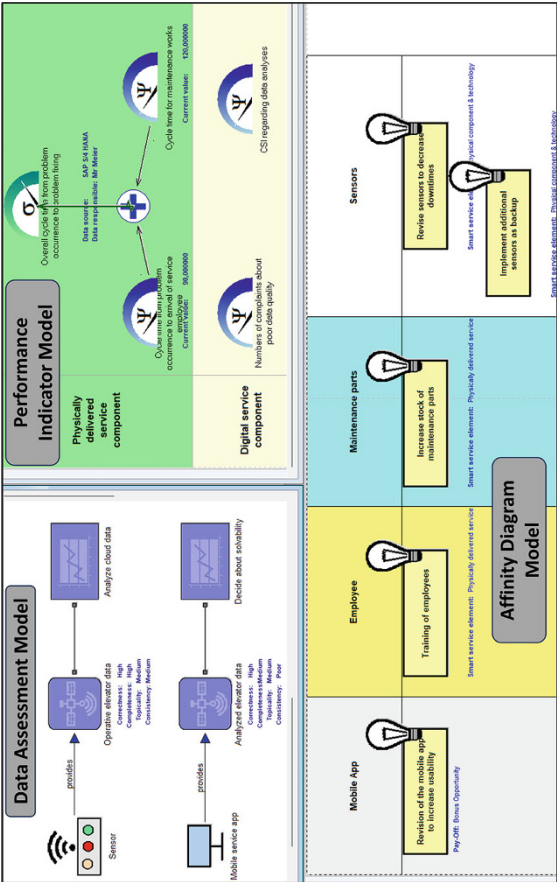 Data Assessment Model
Sensor
provides
Operative elevator data
Correctness: High
Completeness: High
Topicality: Medium
Consistency: Medium
Analyze cloud data
Mobile service app
provides
Analyzed elevator data
Correctness: High
Completeness:Medium
Topicality: Medium
Consistency: Poor
Decide about solvability
Performance
Indicator Model
Physically
delivered
service
component
Overall cycle time from problem
occurrence to problem fixing
σ
Data source: SAP S/4 HANA
Data responsible: Mr Meier
Ψ
Cycle time from problem
occurrence to arrival of service
employee
Current value: 90,000000
Ψ
Cycle time for maintenance works
Current value: 120,000000
Digital service
component
Ψ
Numbers of complaints about
poor data quality
Ψ
CSI regarding data analyses
Mobile App
Revision of the mobile app
to increase usability
Pay-Off: Bonus Opportunity
Employee
Training of employees
Smart service element: Physically delivered service
Maintenance parts
Increase stock of
maintenance parts
Smart service element: Physically delivered service
Sensors
Revise sensors to decrease
downtimes
Smart service physical component & technology
Implement additional
sensors as backup
Smart service element: Physical component & technology
Affinity Diagram
Model